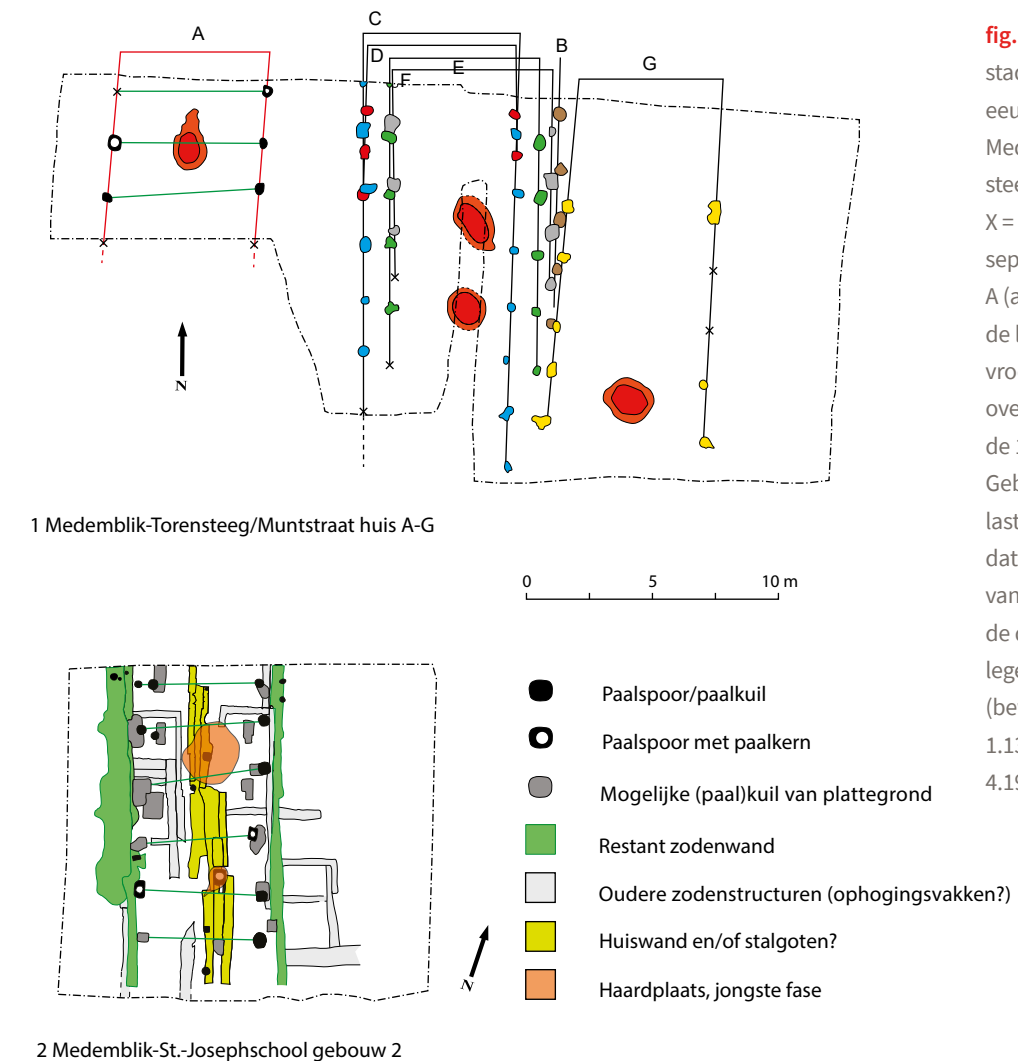 A
C
D
E
F
B
G
N
1 Medemblik-Torensteeg/Muntstraat huis A-G
0 5 10 m
Paalspoor/paalkuil
Paalspoor met paalkern
Mogelijke (paal)kuil van plattegrond
Restant zodenwand
Oudere zodenstructuren (ophogingsvakken?)
Huiswand en/of stalgoten?
Haardplaats, jongste fase
N
2 Medemblik-St.-Josephschool gebouw 2
fig.
stad
eeu
Med
stee
X =
sep
A (a
de
vro
ove
de
Geb
last
dat
van
de
lege
(be
1.13
4.19